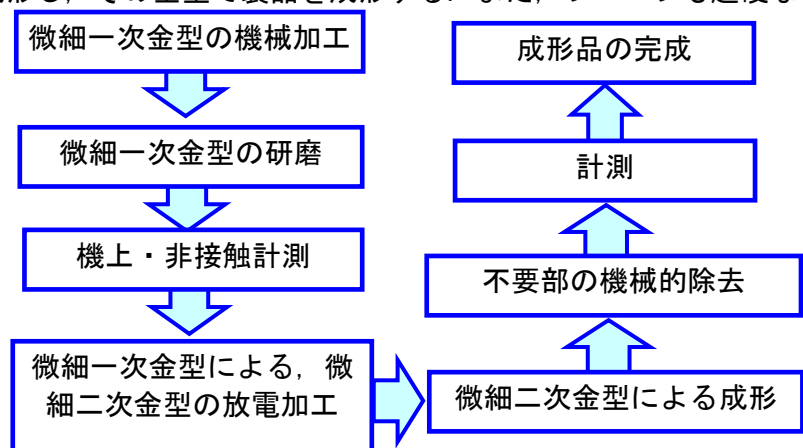 微細一次金型の機械加工
微細一次金型の研磨
機上・非接触計測
微細一次金型による，微
細二次金型の放電加工
微細二次金型による成形
不要部の機械的除去
計測
成形品の完成